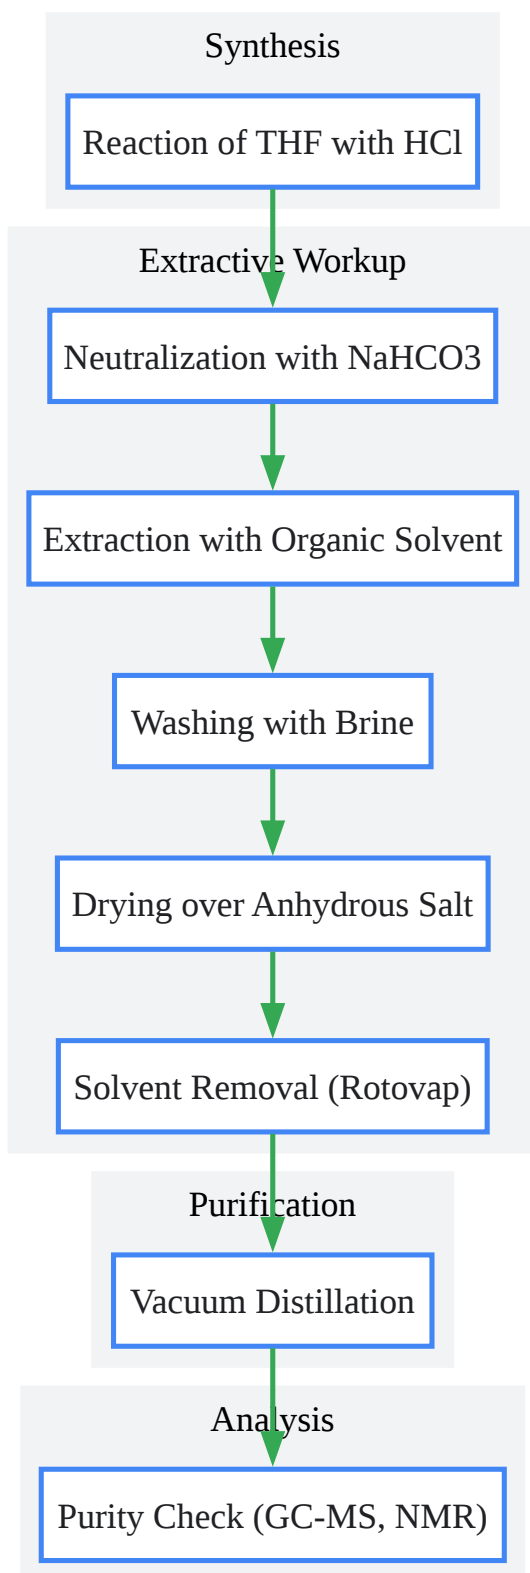 Synthesis
Reaction of THF with HCl
Extractive Workup
Neutralization with NaHCO3
Extraction with Organic Solvent
Washing with Brine
Drying over Anhydrous Salt
Solvent Removal (Rotovap)
Purification
Vacuum Distillation
Analysis
Purity Check (GC-MS, NMR)